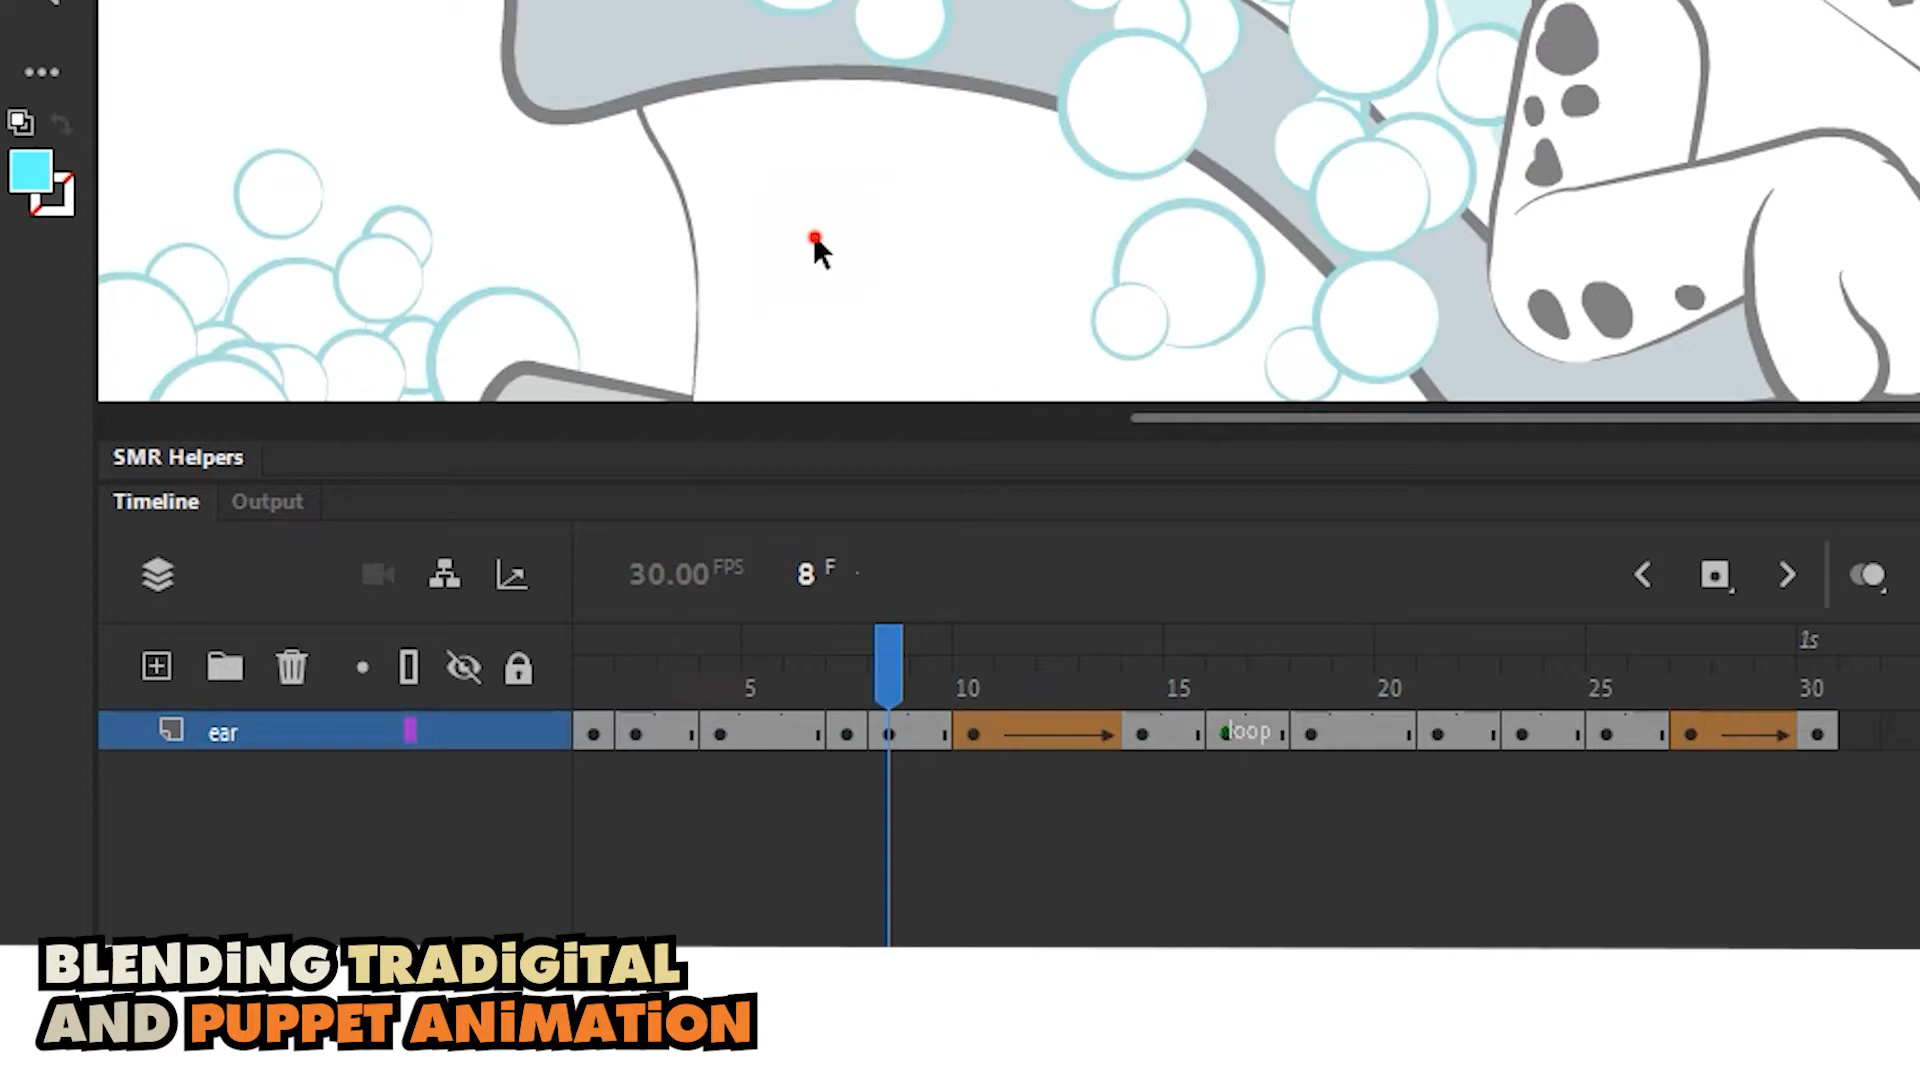 SMR Helpers
Timeline Output
30.00 FPS 8 F
1s
5 10 15 20 25 30
ear loop
BLENDiNG TRADiGiTAL
AND PUPPET ANiMATiON